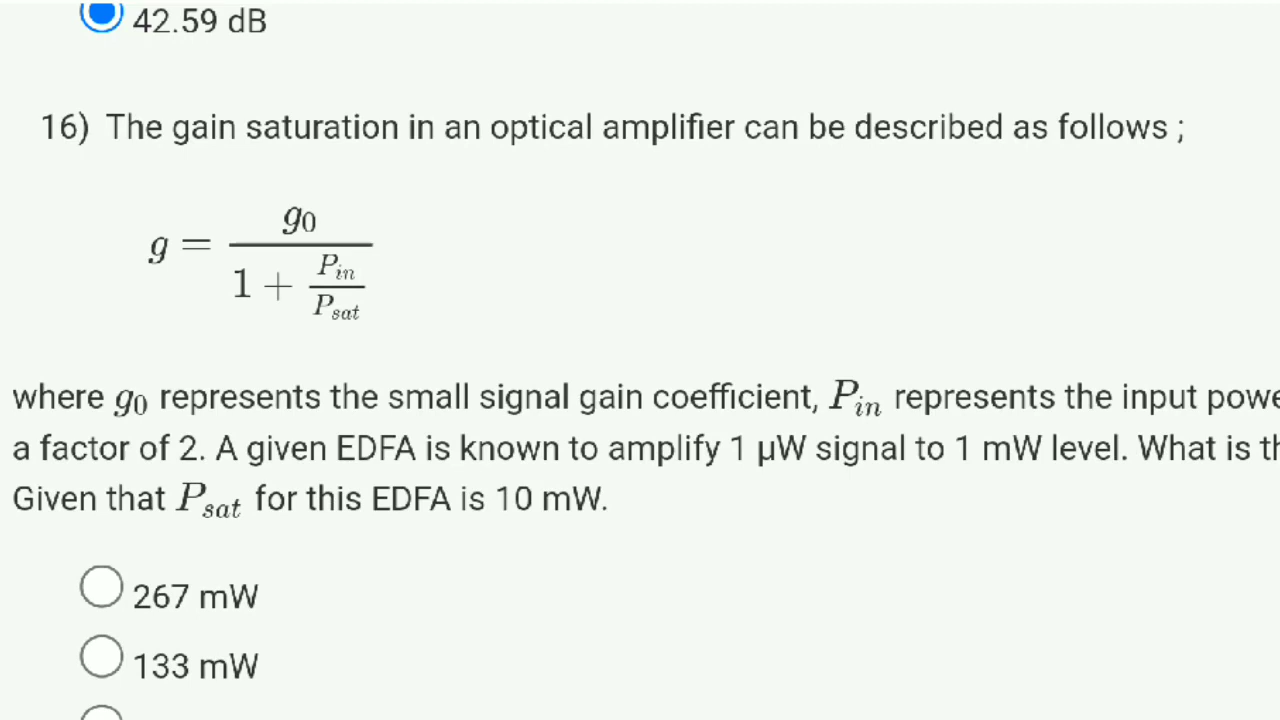 42.59 dB
16) The gain saturation in an optical amplifier can be described as follows ;
g = g0 / (1 + Pin / Psat)
where g0 represents the small signal gain coefficient, Pin represents the input
a factor of 2. A given EDFA is known to amplify 1 μW signal to 1 mW level. What is
Given that Psat for this EDFA is 10 mW.
267 mW
133 mW